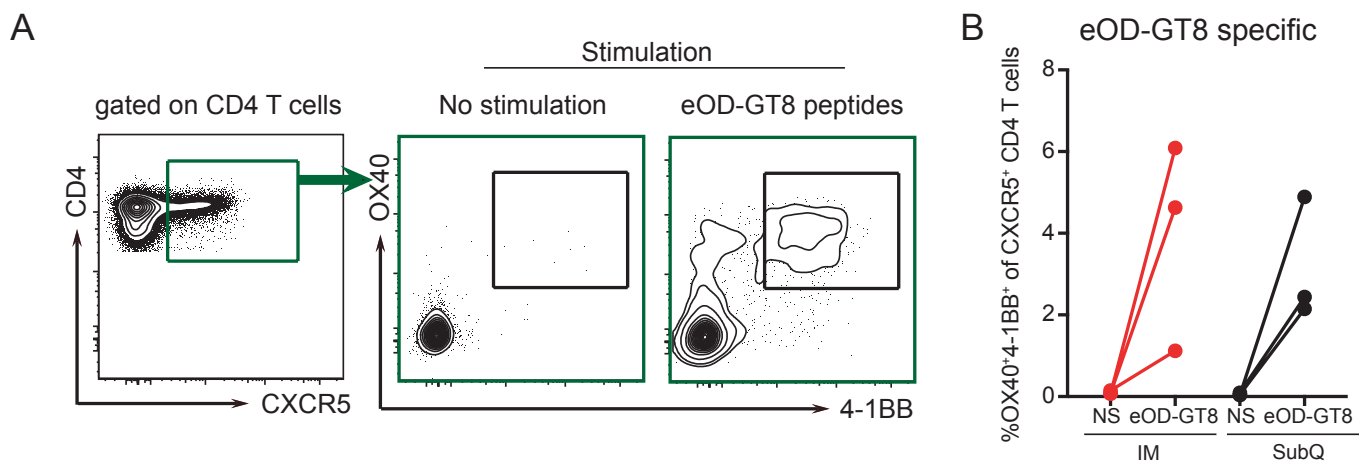 A
Stimulation
gated on CD4 T cells
No stimulation
eOD-GT8 peptides
CD4
CXCR5
OX40
4-1BB
B
eOD-GT8 specific
%OX40⁺4-1BB⁺ of CXCR5⁺ CD4 T cells
8
6
4
2
0
NS eOD-GT8 NS eOD-GT8
IM SubQ